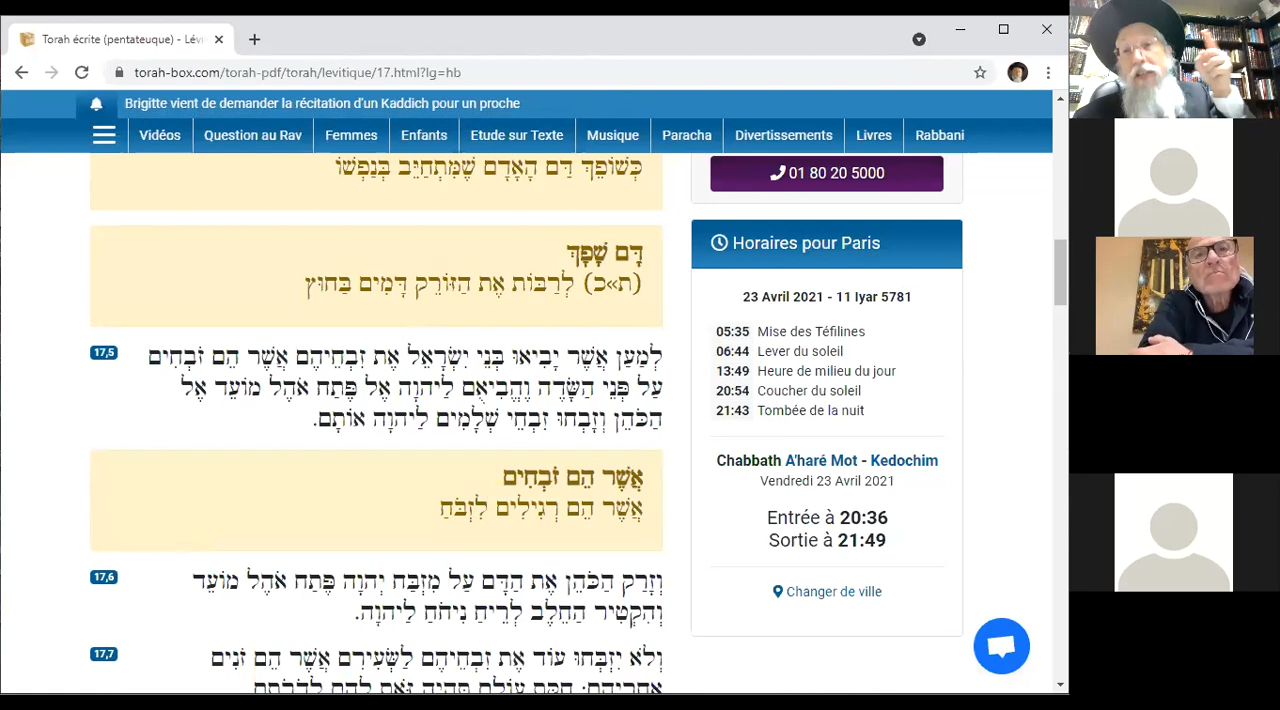 Torah écrite (pentateuque) - Lév
torah-box.com/torah-pdf/torah/levitique/17.html?lg=hb
Brigitte vient de demander la récitation d'un Kaddich pour un proche
Vidéos Question au Rav Femmes Enfants Etude sur Texte Musique Paracha Divertissements Livres Rabbani
כְּשׁוֹפֵךְ דַּם הָאָדָם שֶׁמִּתְחַיֵּב בְּנַפְשׁוֹ
דָּם שָׁפָךְ
(ת»כ) לְרַבּוֹת אֶת הַזּוֹרֵק דָּמִים בַּחוּץ
17,5
לְמַעַן אֲשֶׁר יָבִיאוּ בְּנֵי יִשְׂרָאֵל אֶת זִבְחֵיהֶם אֲשֶׁר הֵם זֹבְחִים
עַל פְּנֵי הַשָּׂדֶה וֶהֱבִיאֻם לַיהוָה אֶל פֶּתַח אֹהֶל מוֹעֵד אֶל
הַכֹּהֵן וְזָבְחוּ זִבְחֵי שְׁלָמִים לַיהוָה אוֹתָם.
אֲשֶׁר הֵם זֹבְחִים
אֲשֶׁר הֵם רְגִילִים לִזְבֹּחַ
17,6
וְזָרַק הַכֹּהֵן אֶת הַדָּם עַל מִזְבַּח יְהוָה פֶּתַח אֹהֶל מוֹעֵד
וְהִקְטִיר הַחֵלֶב לְרֵיחַ נִיחֹחַ לַיהוָה.
17,7
וְלֹא יִזְבְּחוּ עוֹד אֶת זִבְחֵיהֶם לַשְּׂעִירִם אֲשֶׁר הֵם זֹנִים
אַחֲרֵיהֶם: חֻקַּת עוֹלָם תִּהְיֶה זֹּאת לָהֶם לְדֹרֹתָם
01 80 20 5000
Horaires pour Paris
23 Avril 2021 - 11 Iyar 5781
05:35 Mise des Téfilines
06:44 Lever du soleil
13:49 Heure de milieu du jour
20:54 Coucher du soleil
21:43 Tombée de la nuit
Chabbath A'haré Mot - Kedochim
Vendredi 23 Avril 2021
Entrée à 20:36
Sortie à 21:49
Changer de ville